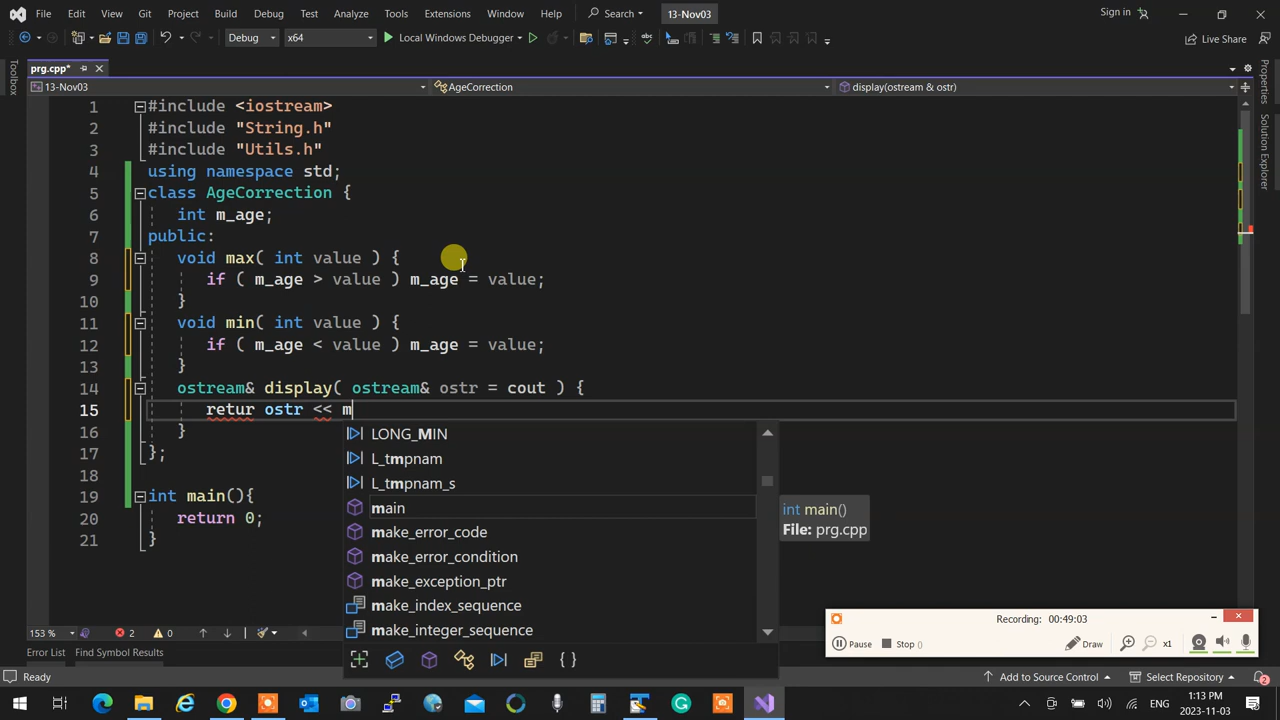 File Edit View Git Project Build Debug Test Analyze Tools Extensions Window Help Search 13-Nov03 Sign in
Debug x64 Local Windows Debugger Live Share
prg.cpp*
13-Nov03 AgeCorrection display(ostream & ostr)
Toolbox
Properties
Solution Explorer
1 #include <iostream>
2 #include "String.h"
3 #include "Utils.h"
4 using namespace std;
5 class AgeCorrection {
6 int m_age;
7 public:
8 void max( int value ) {
9 if ( m_age > value ) m_age = value;
10 }
11 void min( int value ) {
12 if ( m_age < value ) m_age = value;
13 }
14 ostream& display( ostream& ostr = cout ) {
15 retur ostr << m
16 }
17 };
18
19 int main(){
20 return 0;
21 }
LONG_MIN
L_tmpnam
L_tmpnam_s
main
make_error_code
make_error_condition
make_exception_ptr
make_index_sequence
make_integer_sequence
int main()
File: prg.cpp
Recording: 00:49:03
Pause Stop () Draw x1
153 % 2 0
Error List Find Symbol Results
Ready Add to Source Control Select Repository 2
ENG 1:13 PM
2023-11-03